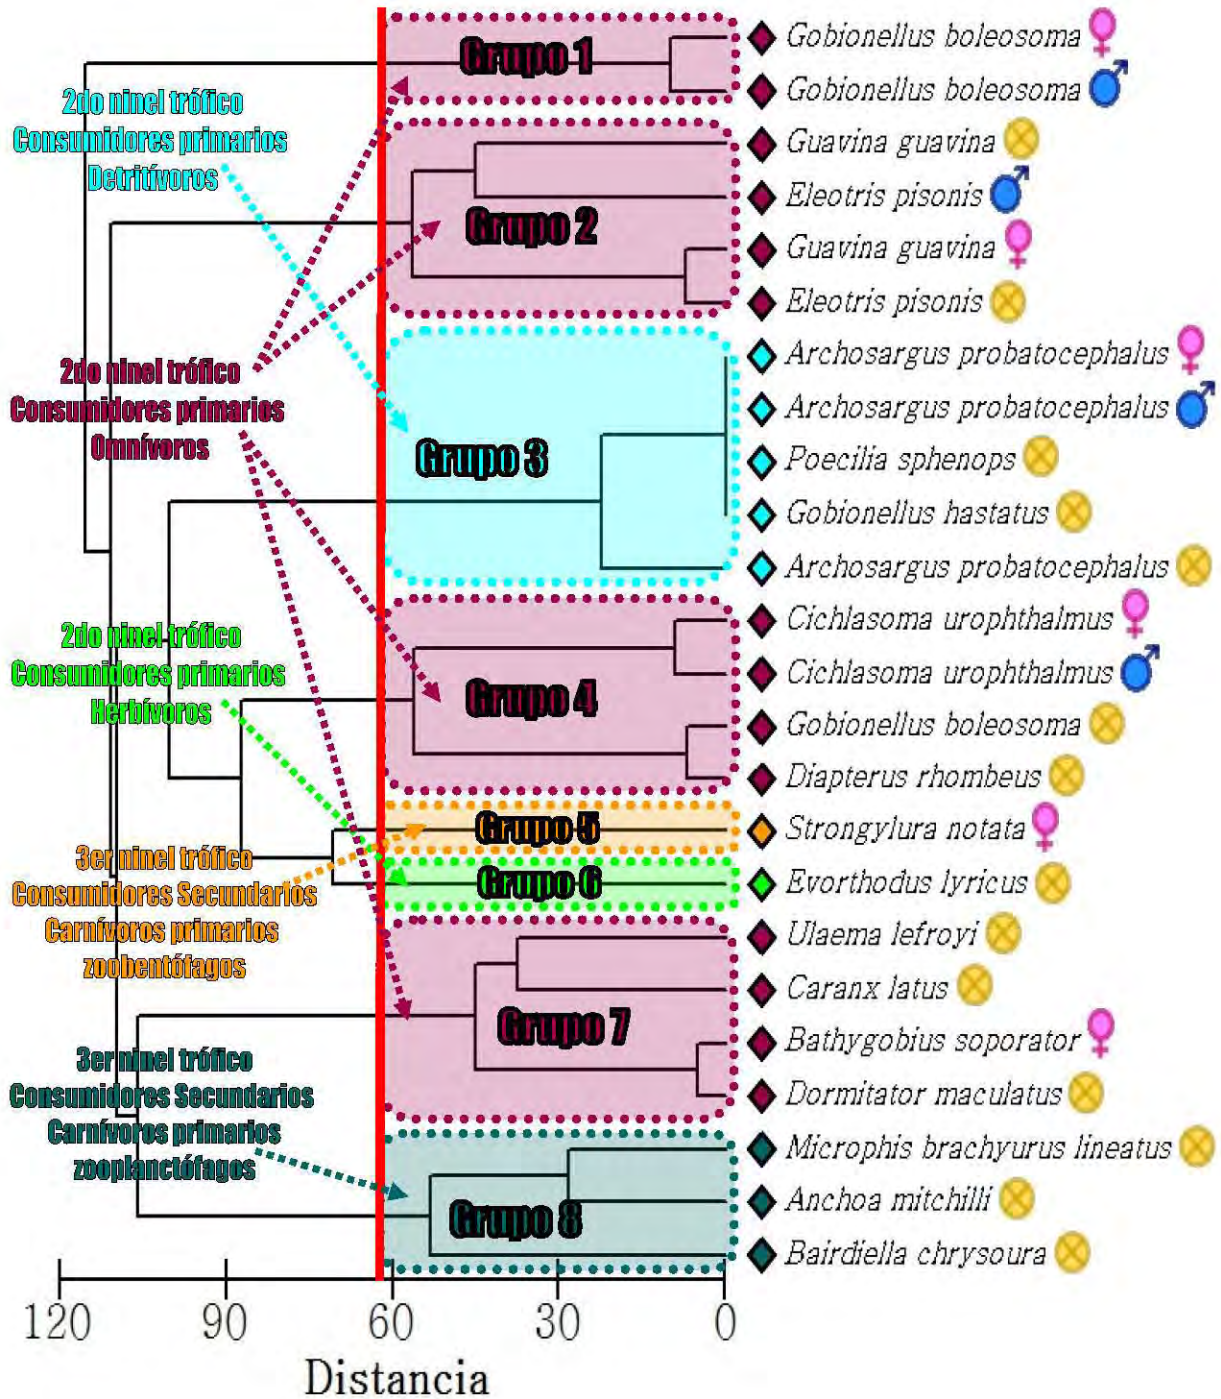 Grupo 1
Gobionellus boleosoma
Gobionellus boleosoma
2do ninel trófico
Consumidores primarios
Detritívoros
Grupo 2
Guavina guavina
Eleotris pisonis
Guavina guavina
Eleotris pisonis
2do ninel trófico
Consumidores primarios
Omnívoros
Grupo 3
Archosargus probatocephalus
Archosargus probatocephalus
Poecilia sphenops
Gobionellus hastatus
Archosargus probatocephalus
2do ninel trófico
Consumidores primarios
Herbívoros
Grupo 4
Cichlasoma urophthalmus
Cichlasoma urophthalmus
Gobionellus boleosoma
Diapterus rhombeus
3er ninel trófico
Consumidores Secundarios
Carnívoros primarios
zoobentófagos
Grupo 5
Strongylura notata
Grupo 6
Evorthodus lyricus
Grupo 7
Ulaema lefroyi
Caranx latus
Bathygobius soporator
Dormitator maculatus
3er ninel trófico
Consumidores Secundarios
Carnívoros primarios
zooplanctófagos
Grupo 8
Microphis brachyurus lineatus
Anchoa mitchilli
Bairdiella chrysoura
120 90 60 30 0
Distancia